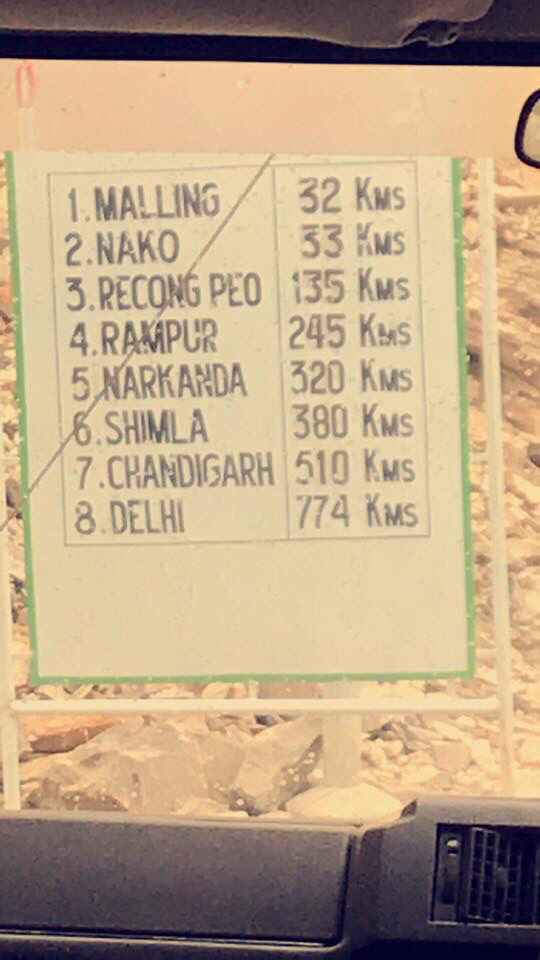 1. MALLING 32 KMS
2. NAKO 33 KMS
3. RECONG PEO 135 KMS
4. RAMPUR 245 KMS
5 NARKANDA 320 KMS
6. SHIMLA 380 KMS
7. CHANDIGARH 510 KMS
8. DELHI 774 KMS